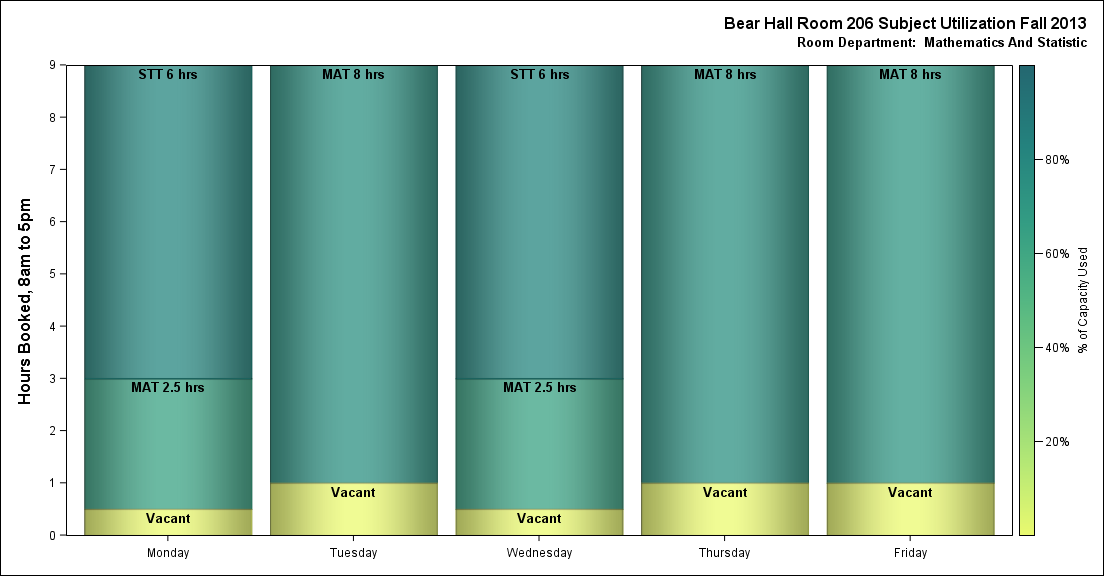 Bear Hall Room 206 Subject Utilization Fall 2013
Room Department:  Mathematics And Statistic
Hours Booked, 8am to 5pm
9
8
7
6
5
4
3
2
1
0
STT 6 hrs
MAT 8 hrs
STT 6 hrs
MAT 8 hrs
MAT 8 hrs
MAT 2.5 hrs
MAT 2.5 hrs
Vacant
Vacant
Vacant
Vacant
Vacant
Monday
Tuesday
Wednesday
Thursday
Friday
80%
60%
40%
20%
% of Capacity Used